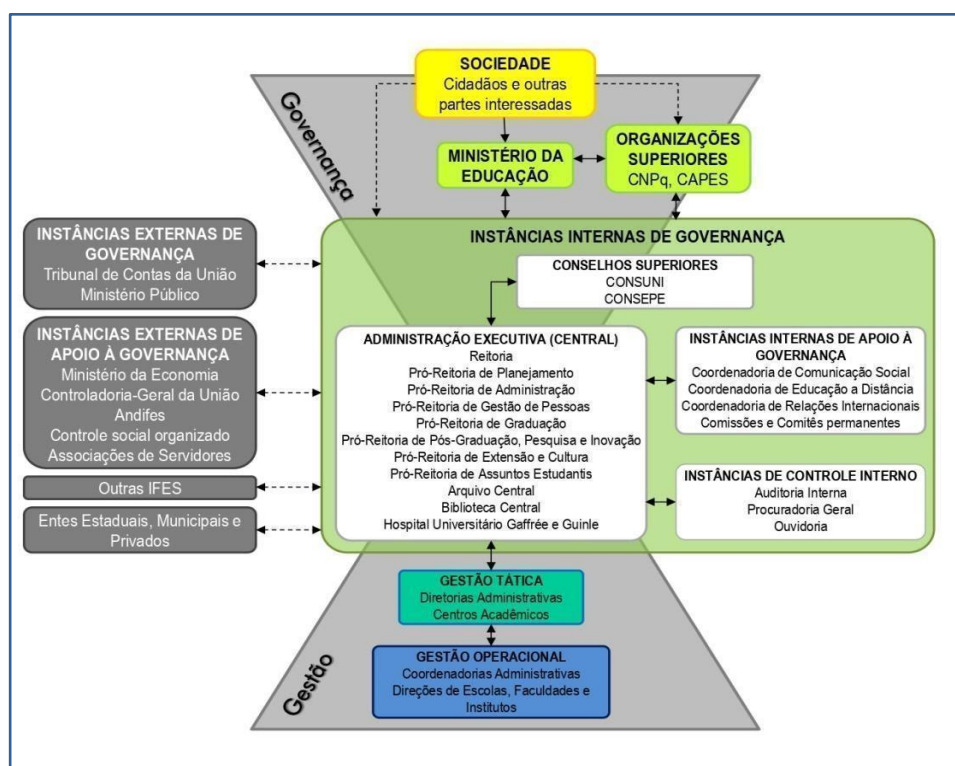 SOCIEDADE
Cidadãos e outras
partes interessadas
Governança
MINISTÉRIO DA
EDUCAÇÃO
ORGANIZAÇÕES
SUPERIORES
CNPq, CAPES
INSTÂNCIAS EXTERNAS DE
GOVERNANÇA
Tribunal de Contas da União
Ministério Público
INSTÂNCIAS EXTERNAS DE
APOIO À GOVERNANÇA
Ministério da Economia
Controladoria-Geral da União
Andifes
Controle social organizado
Associações de Servidores
Outras IFES
Entes Estaduais, Municipais e
Privados
INSTÂNCIAS INTERNAS DE GOVERNANÇA
CONSELHOS SUPERIORES
CONSUNI
CONSEPE
ADMINISTRAÇÃO EXECUTIVA (CENTRAL)
Reitoria
Pró-Reitoria de Planejamento
Pró-Reitoria de Administração
Pró-Reitoria de Gestão de Pessoas
Pró-Reitoria de Graduação
Pró-Reitoria de Pós-Graduação, Pesquisa e Inovação
Pró-Reitoria de Extensão e Cultura
Pró-Reitoria de Assuntos Estudantis
Arquivo Central
Biblioteca Central
Hospital Universitário Gaffrée e Guinle
INSTÂNCIAS INTERNAS DE APOIO À
GOVERNANÇA
Coordenadoria de Comunicação Social
Coordenadoria de Educação a Distância
Coordenadoria de Relações Internacionais
Comissões e Comitês permanentes
INSTÂNCIAS DE CONTROLE INTERNO
Auditoria Interna
Procuradoria Geral
Ouvidoria
GESTÃO TÁTICA
Diretorias Administrativas
Centros Acadêmicos
GESTÃO OPERACIONAL
Coordenadorias Administrativas
Direções de Escolas, Faculdades e
Institutos
Gestão